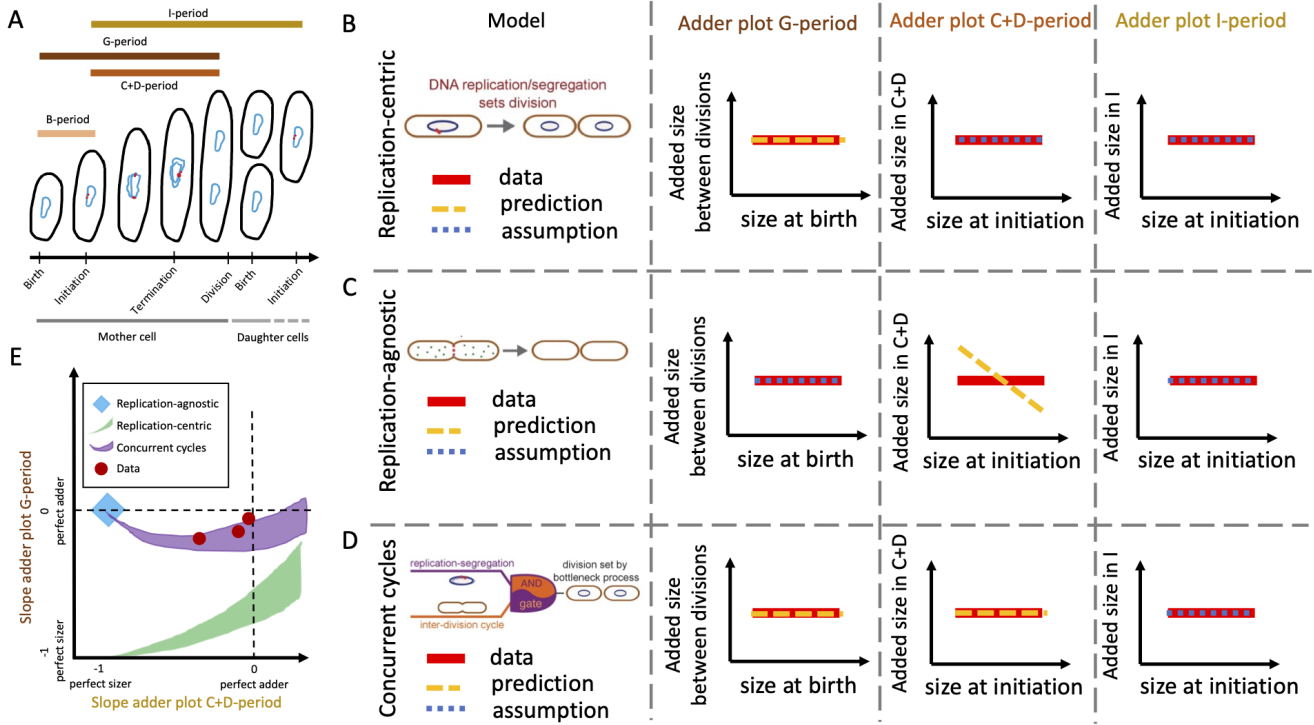 A
I-period
G-period
C+D-period
B-period
Birth
Initiation
Termination
Division
Birth
Initiation
Mother cell
Daughter cells
Model
Adder plot G-period
Adder plot C+D-period
Adder plot I-period
B
Replication-centric
DNA replication/segregation
sets division
data
prediction
assumption
Added size
between divisions
size at birth
Added size in C+D
size at initiation
Added size in I
size at initiation
C
Replication-agnostic
data
prediction
assumption
Added size
between divisions
size at birth
Added size in C+D
size at initiation
Added size in I
size at initiation
D
Concurrent cycles
replication-segregation
AND
gate
inter-division cycle
division set by
bottleneck process
data
prediction
assumption
Added size
between divisions
size at birth
Added size in C+D
size at initiation
Added size in I
size at initiation
E
Replication-agnostic
Replication-centric
Concurrent cycles
Data
Slope adder plot G-period
0
perfect adder
-1
perfect sizer
-1
0
perfect sizer
perfect adder
Slope adder plot C+D-period